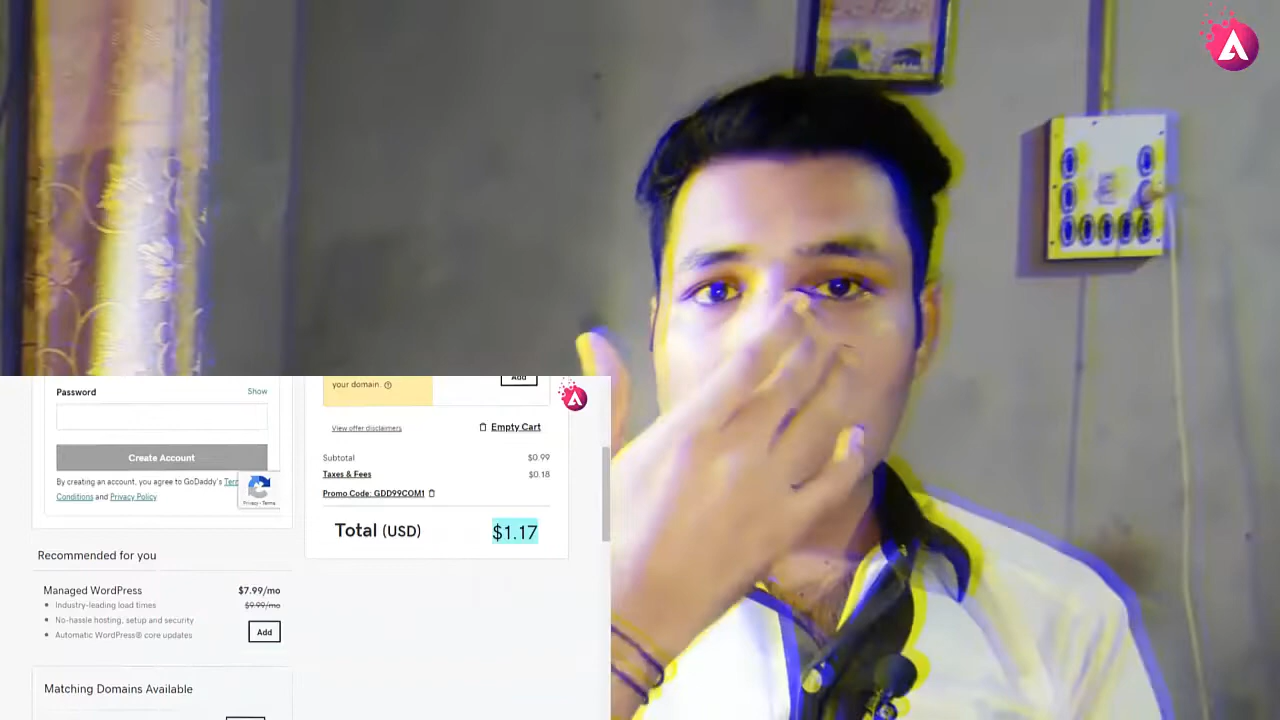 Password
Show
Create Account
By creating an account, you agree to GoDaddy's
Conditions and Privacy Policy
Privacy - Terms
Recommended for you
Managed WordPress
$7.99/mo
Industry-leading load times
$9.99/mo
No-hassle hosting, setup and security
Automatic WordPress® core updates
Add
Matching Domains Available
your domain.
Add
View offer disclaimers
Empty Cart
Subtotal
$0.99
Taxes & Fees
$0.18
Promo Code: GDD99COM1
Total (USD)
$1.17